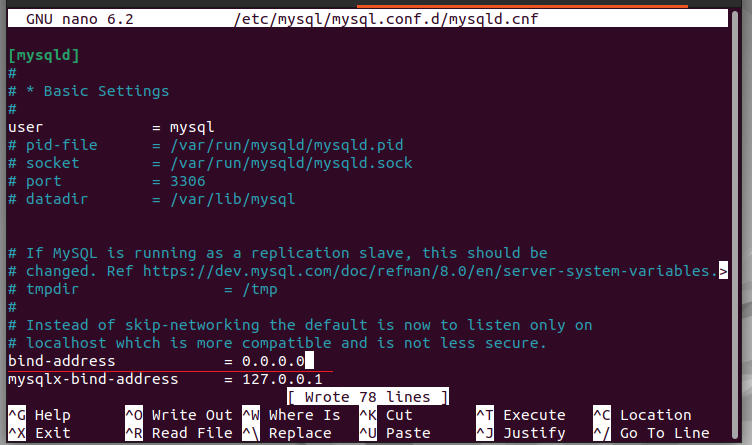 GNU nano 6.2 /etc/mysql/mysql.conf.d/mysqld.cnf
[mysqld]
#
# * Basic Settings
#
user = mysql
# pid-file = /var/run/mysqld/mysqld.pid
# socket = /var/run/mysqld/mysqld.sock
# port = 3306
# datadir = /var/lib/mysql
# If MySQL is running as a replication slave, this should be
# changed. Ref https://dev.mysql.com/doc/refman/8.0/en/server-system-variables.>
# tmpdir = /tmp
#
# Instead of skip-networking the default is now to listen only on
# localhost which is more compatible and is not less secure.
bind-address = 0.0.0.0
mysqlx-bind-address = 127.0.0.1
[ Wrote 78 lines ]
^G Help ^O Write Out ^W Where Is ^K Cut ^T Execute ^C Location
^X Exit ^R Read File ^\ Replace ^U Paste ^J Justify ^/ Go To Line